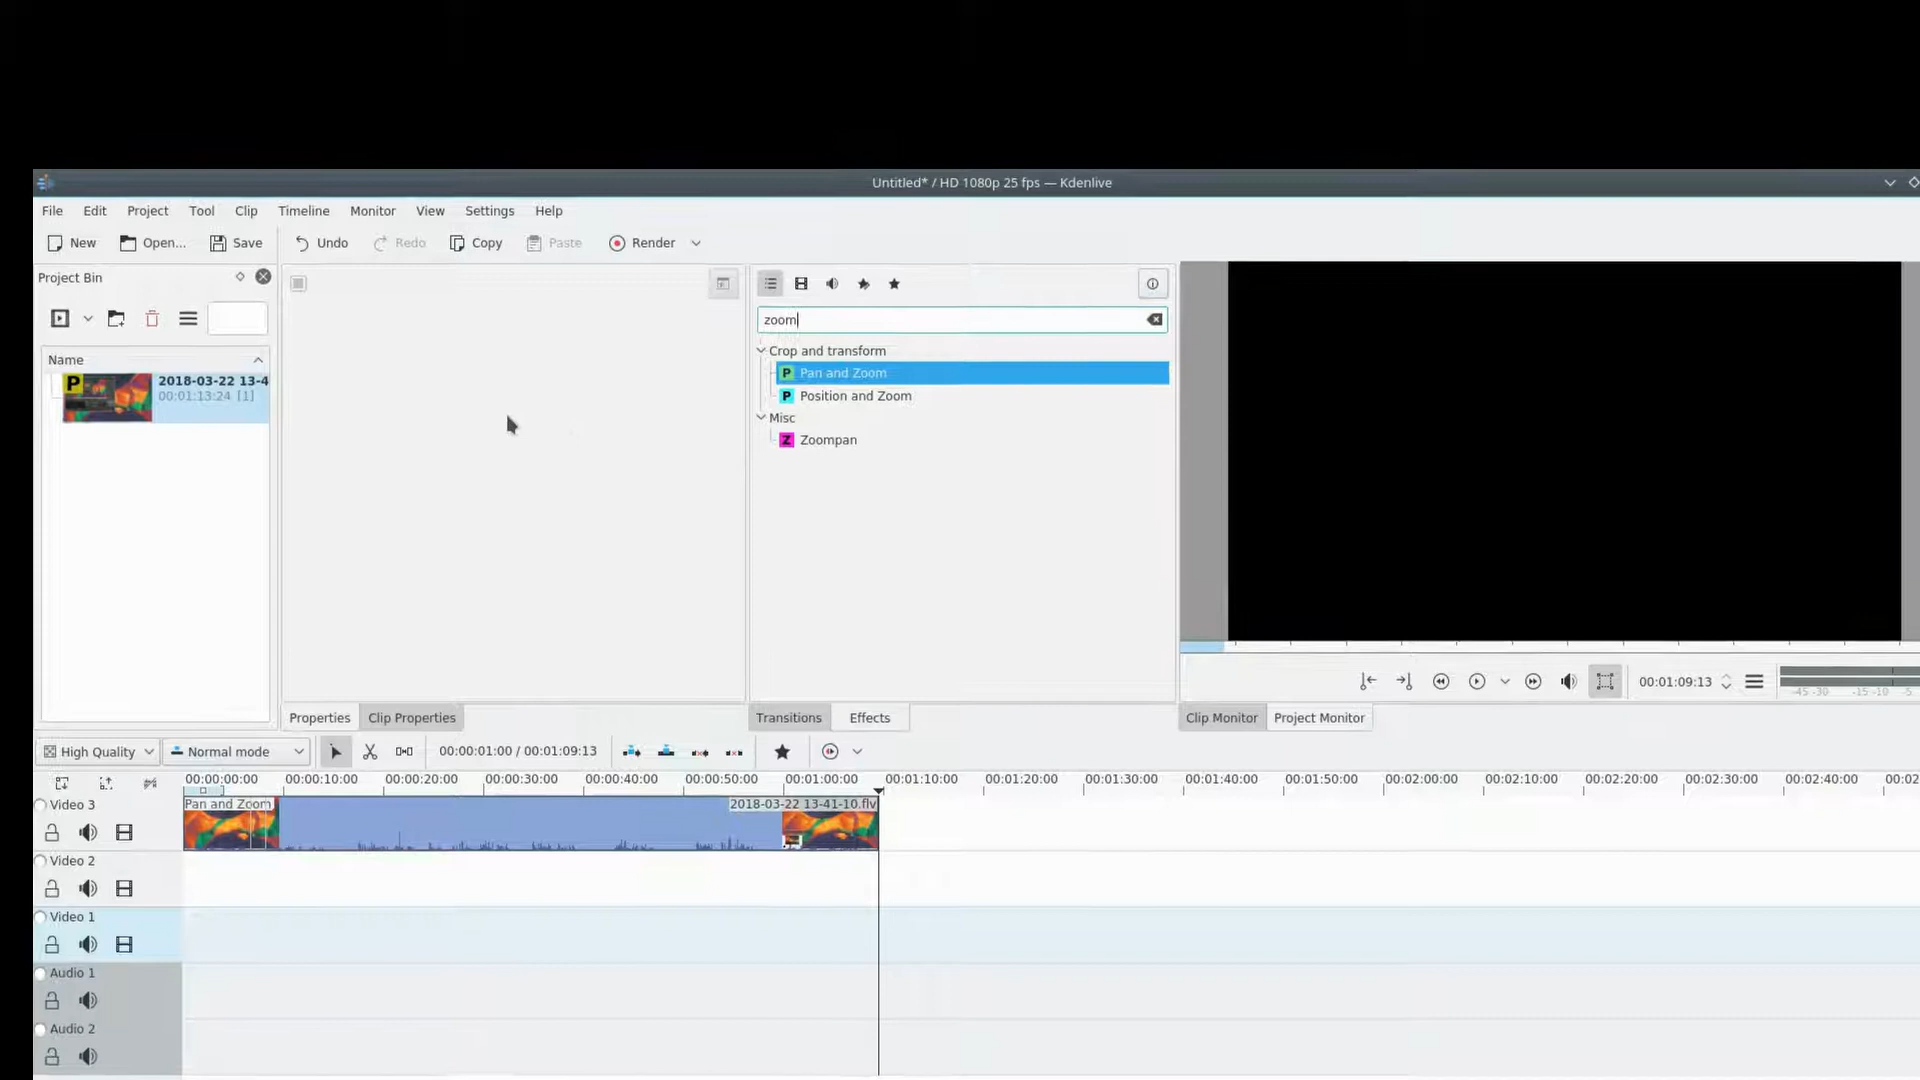 Untitled* / HD 1080p 25 fps — Kdenlive
File Edit Project Tool Clip Timeline Monitor View Settings Help
New Open... Save Undo Redo Copy Paste Render
Project Bin
zoom
Name
Crop and transform
P Pan and Zoom
P Position and Zoom
Misc
Z Zoompan
P 2018-03-22 13-4
00:01:13:24 [1]
00:01:09:13
-45 -30 -15 -10 -5
Properties Clip Properties Transitions Effects Clip Monitor Project Monitor
High Quality Normal mode 00:00:01:00 / 00:01:09:13
00:00:00:00 00:00:10:00 00:00:20:00 00:00:30:00 00:00:40:00 00:00:50:00 00:01:00:00 00:01:10:00 00:01:20:00 00:01:30:00 00:01:40:00 00:01:50:00 00:02:00:00 00:02:10:00 00:02:20:00 00:02:30:00 00:02:40:00 00:02
Video 3 Pan and Zoom 2018-03-22 13-41-10.flv
Video 2
Video 1
Audio 1
Audio 2